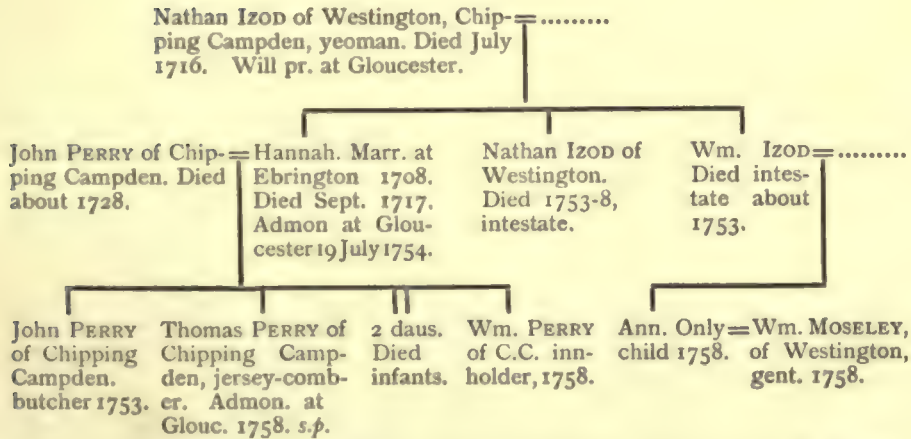 Nathan IZOD of Westington, Chip-=.........
ping Campden, yeoman. Died July
1716. Will pr. at Gloucester.
John PERRY of Chip-=
ping Campden. Died
about 1728.
Hannah. Marr. at
Ebrington 1708.
Died Sept. 1717.
Admon at Glou-
cester 19 July 1754.
Nathan IZOD of
Westington.
Died 1753-8,
intestate.
Wm. IZOD=.........
Died intes-
tate about
1753.
John PERRY
of Chipping
Campden.
butcher 1753.
Thomas PERRY of
Chipping Camp-
den, jersey-comb-
er. Admon. at
Glouc. 1758. s.p.
2 daus.
Died
infants.
Wm. PERRY
of C.C. inn-
holder, 1758.
Ann. Only=
child 1758.
Wm. MOSELEY,
of Westington,
gent. 1758.